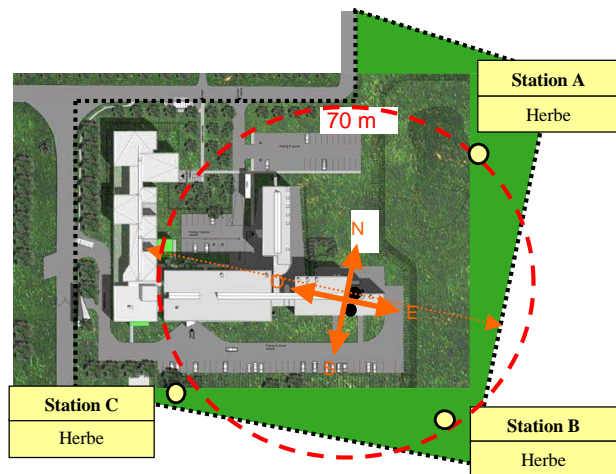 Station A
Herbe
70 m
N
O
E
S
Station C
Herbe
Station B
Herbe